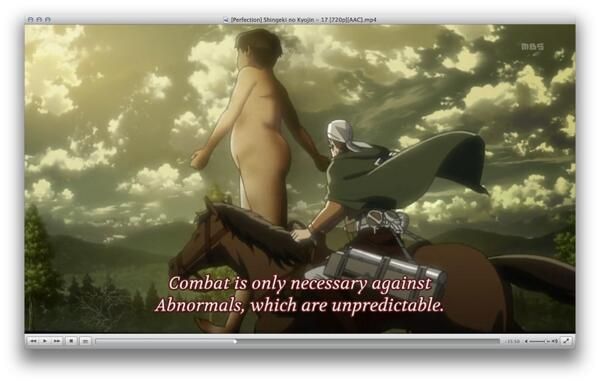 [Perfection] Shingeki no Kyojin - 17 [720p][AAC].mp4
MBS
Combat is only necessary against
Abnormals, which are unpredictable.